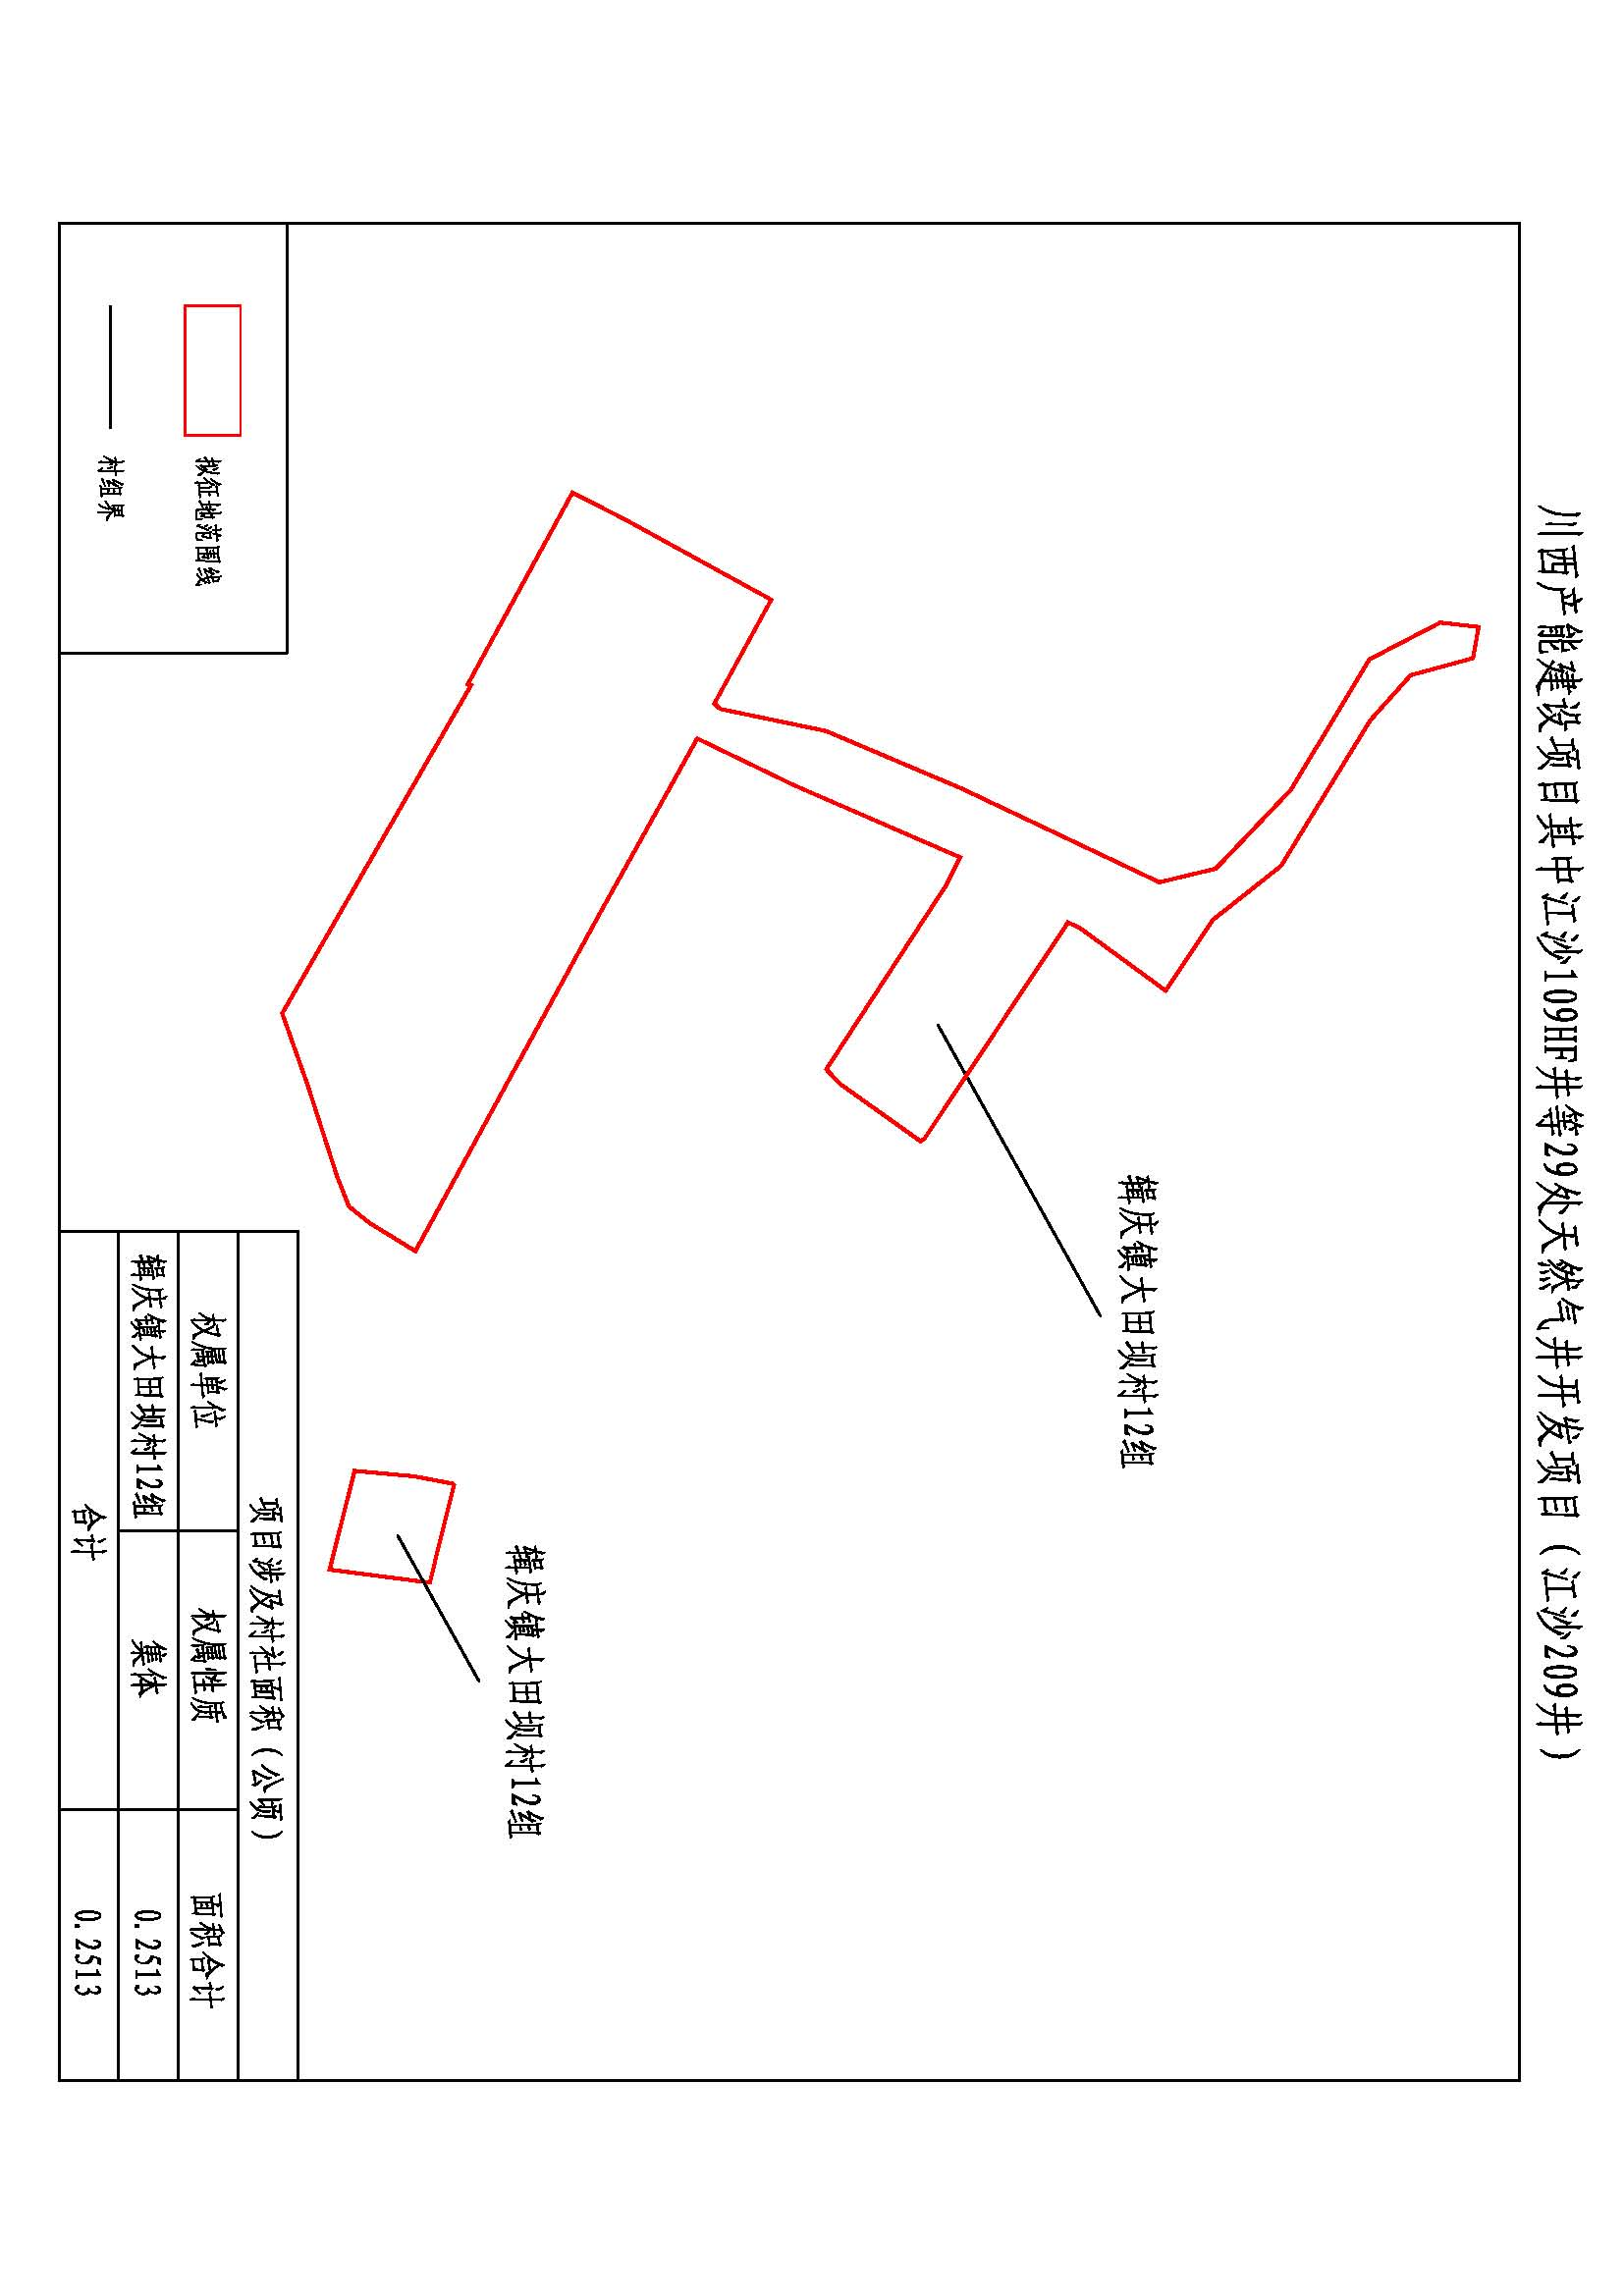 川西产能建设项目其中江沙109HF井等29处天然气井开发项目（江沙209井）
辑庆镇大田坝村12组
辑庆镇大田坝村12组
拟征地范围线
村组界
项目涉及村社面积（公顷）
权属单位 权属性质 面积合计
辑庆镇大田坝村12组 集体 0.2513
合计 0.2513